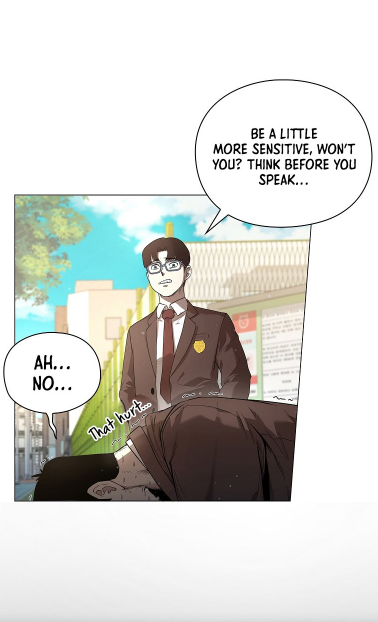 BE A LITTLE
MORE SENSITIVE, WON'T
YOU? THINK BEFORE YOU
SPEAK...
AH...
NO...
That hurt...